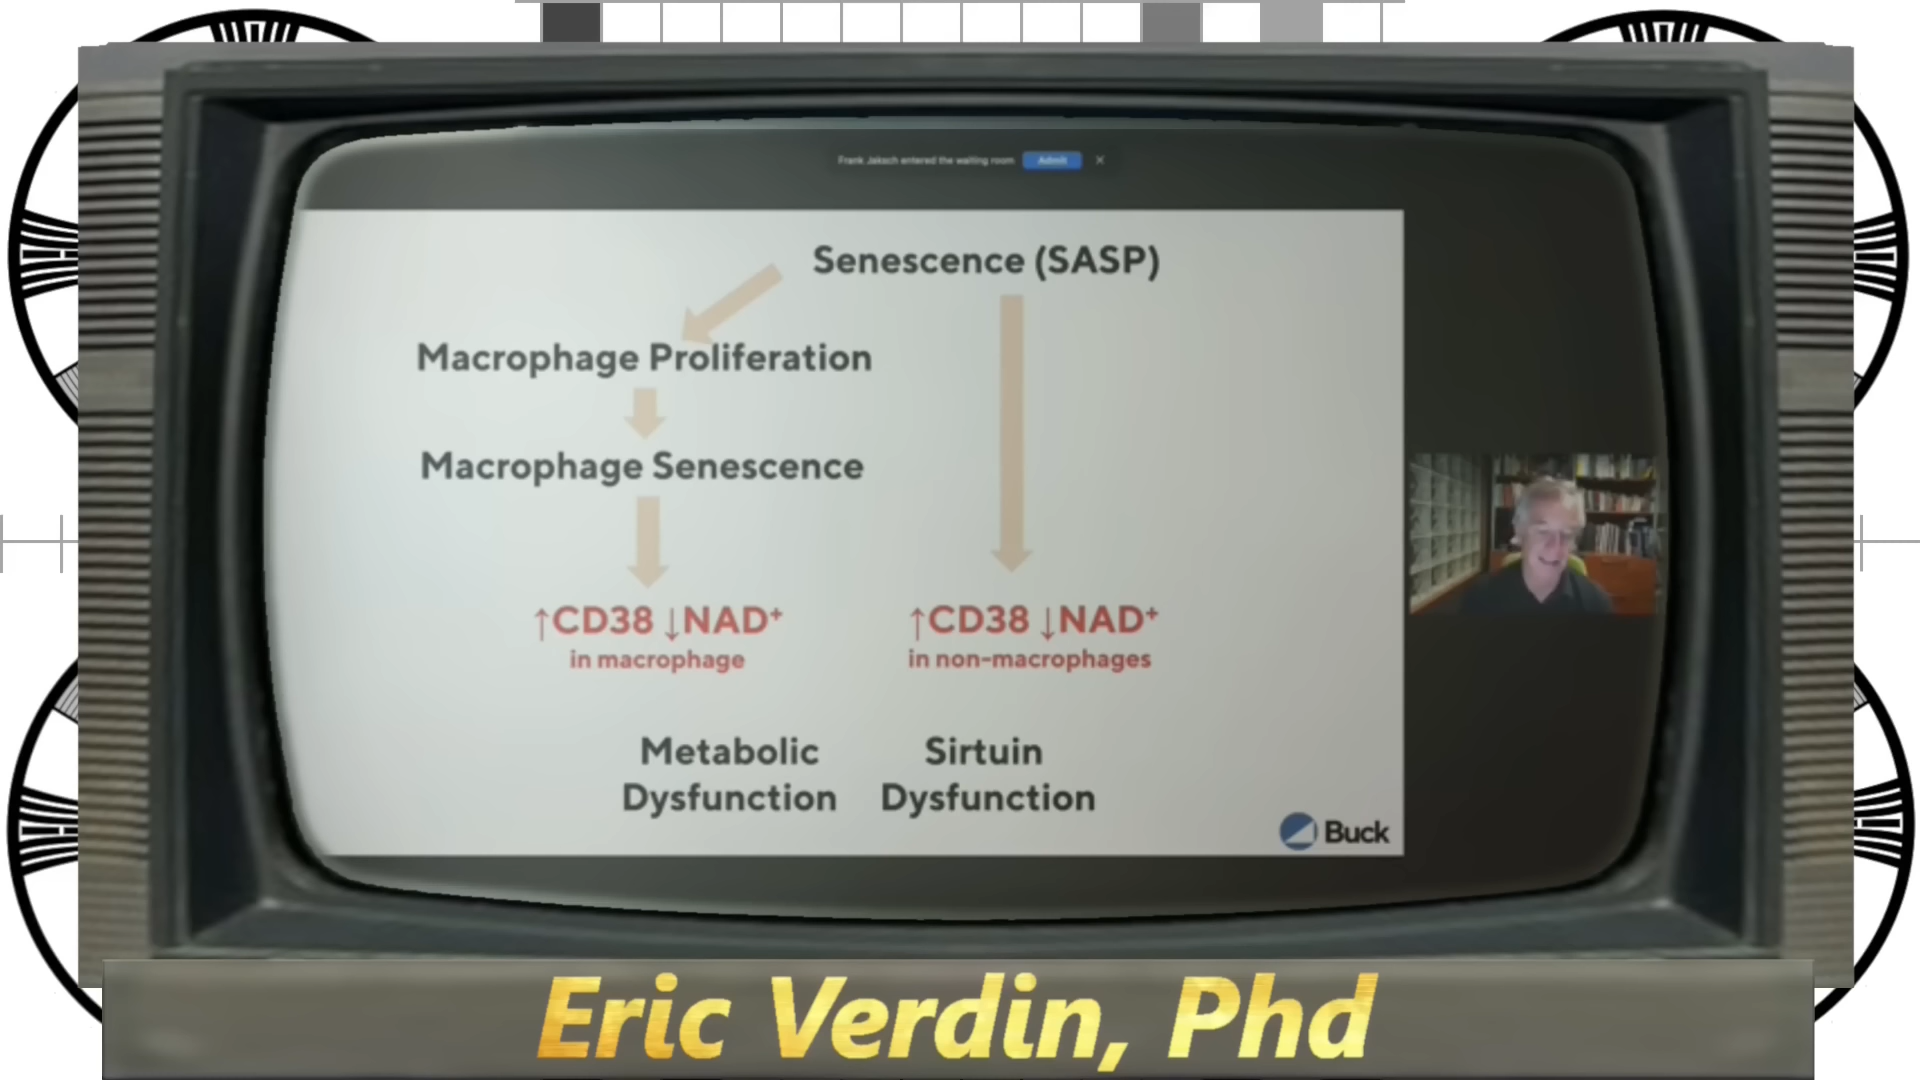 Frank Jaksch entered the waiting room Admit
Senescence (SASP)
Macrophage Proliferation
Macrophage Senescence
↑CD38 ↓NAD⁺
in macrophage
↑CD38 ↓NAD⁺
in non-macrophages
Metabolic
Dysfunction
Sirtuin
Dysfunction
Buck
Eric Verdin, Phd